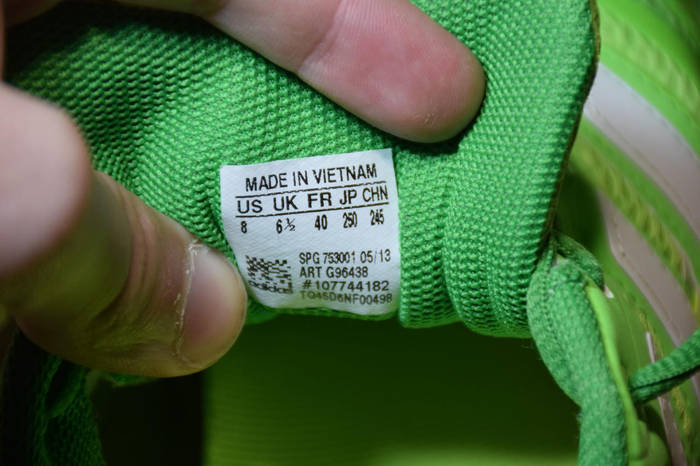 MADE IN VIETNAM
US UK FR JP CHN
8 6½ 40 250 245
SPG 753001 05/13
ART G96438
#107744182
TQ45D6NF00498